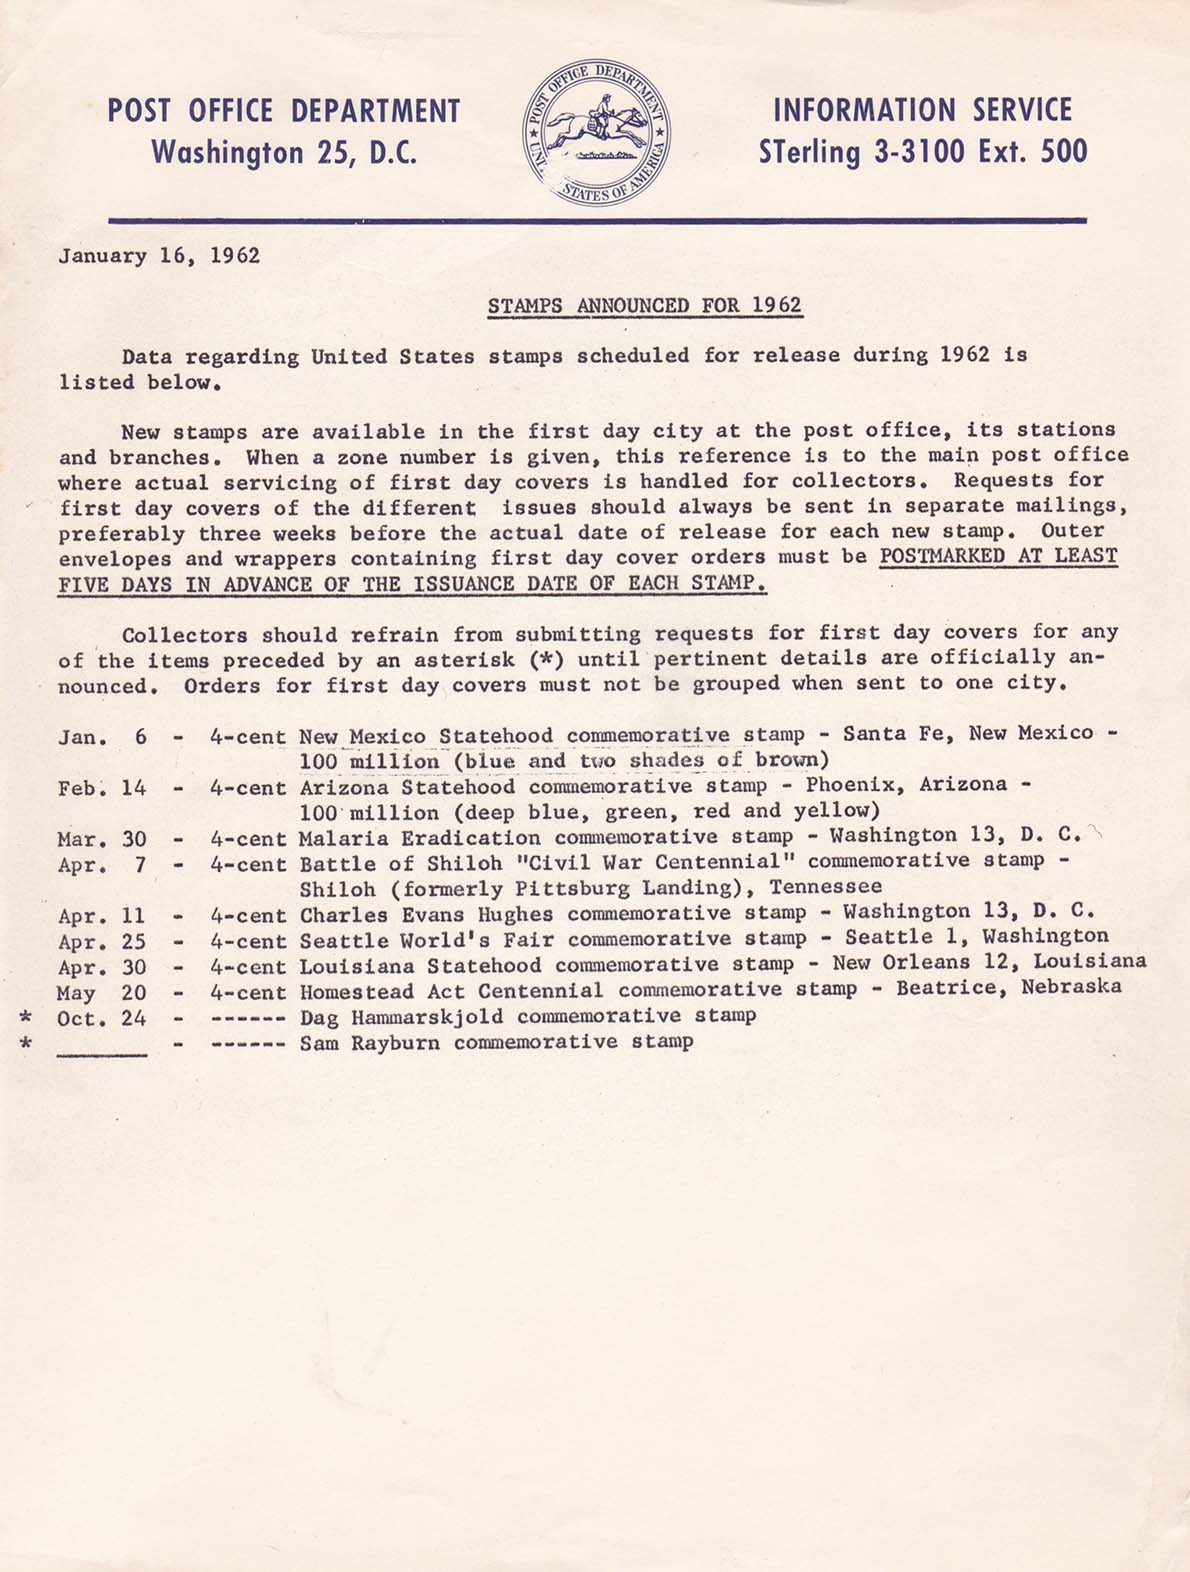 POST OFFICE DEPARTMENT
Washington 25, D.C.
POST OFFICE DEPARTMENT
★ UNI STATES OF AMERICA ★
INFORMATION SERVICE
STerling 3-3100 Ext. 500
January 16, 1962
STAMPS ANNOUNCED FOR 1962
Data regarding United States stamps scheduled for release during 1962 is
listed below.
New stamps are available in the first day city at the post office, its stations
and branches. When a zone number is given, this reference is to the main post office
where actual servicing of first day covers is handled for collectors. Requests for
first day covers of the different issues should always be sent in separate mailings,
preferably three weeks before the actual date of release for each new stamp. Outer
envelopes and wrappers containing first day cover orders must be POSTMARKED AT LEAST
FIVE DAYS IN ADVANCE OF THE ISSUANCE DATE OF EACH STAMP.
Collectors should refrain from submitting requests for first day covers for any
of the items preceded by an asterisk (*) until pertinent details are officially an-
nounced. Orders for first day covers must not be grouped when sent to one city.
Jan. 6 - 4-cent New Mexico Statehood commemorative stamp - Santa Fe, New Mexico -
100 million (blue and two shades of brown)
Feb. 14 - 4-cent Arizona Statehood commemorative stamp - Phoenix, Arizona -
100 million (deep blue, green, red and yellow)
Mar. 30 - 4-cent Malaria Eradication commemorative stamp - Washington 13, D. C.
Apr. 7 - 4-cent Battle of Shiloh "Civil War Centennial" commemorative stamp -
Shiloh (formerly Pittsburg Landing), Tennessee
Apr. 11 - 4-cent Charles Evans Hughes commemorative stamp - Washington 13, D. C.
Apr. 25 - 4-cent Seattle World's Fair commemorative stamp - Seattle 1, Washington
Apr. 30 - 4-cent Louisiana Statehood commemorative stamp - New Orleans 12, Louisiana
May 20 - 4-cent Homestead Act Centennial commemorative stamp - Beatrice, Nebraska
* Oct. 24 - ------ Dag Hammarskjold commemorative stamp
* _______ - ------ Sam Rayburn commemorative stamp